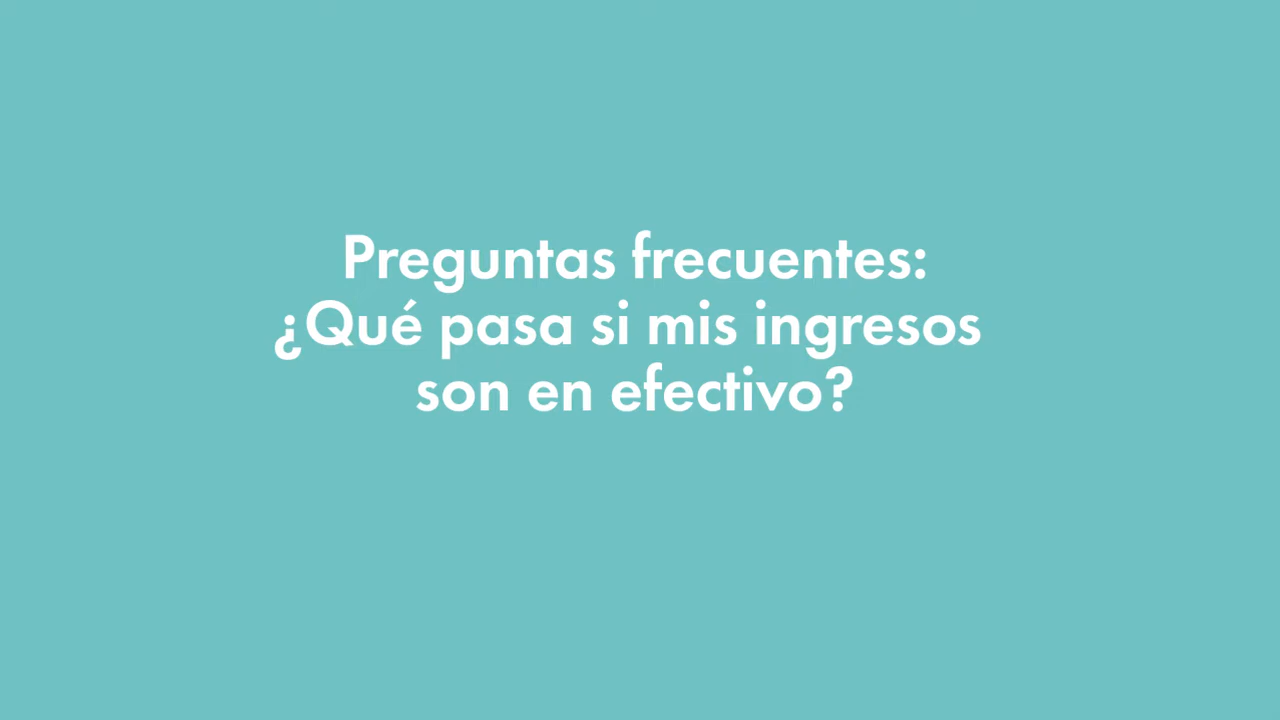 Preguntas frecuentes:
¿Qué pasa si mis ingresos
son en efectivo?